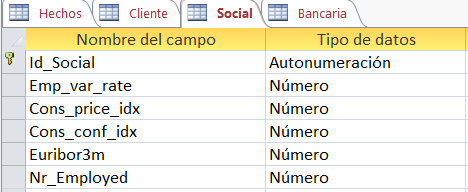 Hechos Cliente Social Bancaria
Nombre del campo Tipo de datos
Id_Social Autonumeración
Emp_var_rate Número
Cons_price_idx Número
Cons_conf_idx Número
Euribor3m Número
Nr_Employed Número